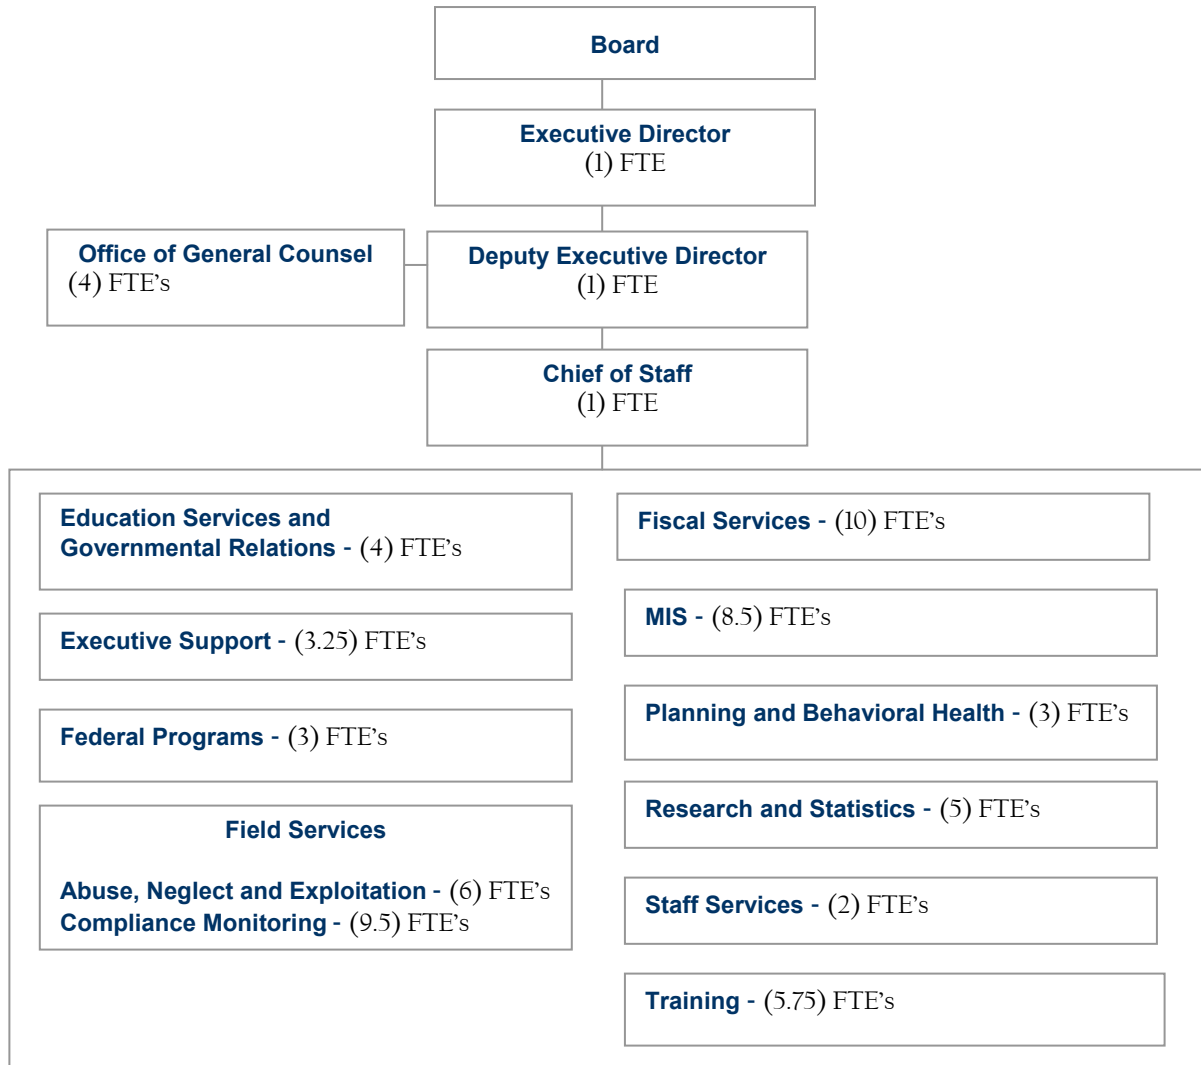 Board
Executive Director
(1) FTE
Office of General Counsel
(4) FTE's
Deputy Executive Director
(1) FTE
Chief of Staff
(1) FTE
Education Services and
Governmental Relations - (4) FTE's
Executive Support - (3.25) FTE's
Federal Programs - (3) FTE's
Field Services
Abuse, Neglect and Exploitation - (6) FTE's
Compliance Monitoring - (9.5) FTE's
Fiscal Services - (10) FTE's
MIS - (8.5) FTE's
Planning and Behavioral Health - (3) FTE's
Research and Statistics - (5) FTE's
Staff Services - (2) FTE's
Training - (5.75) FTE's